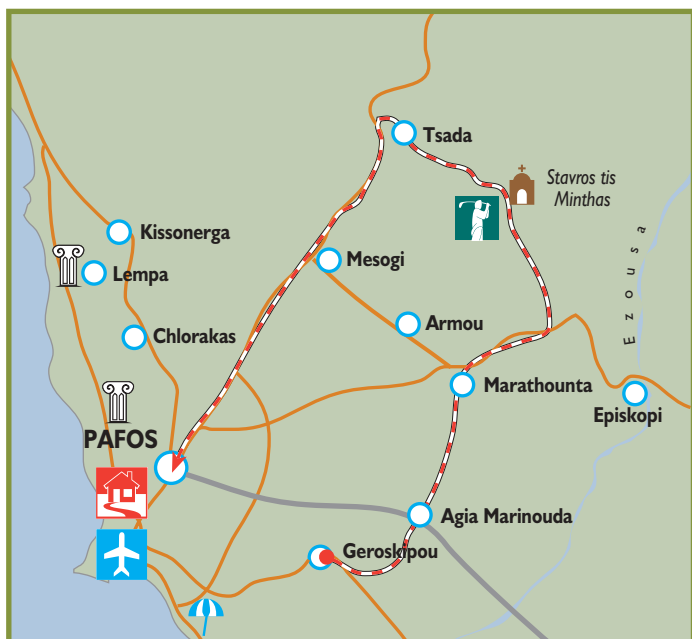 Tsada
Stavros tis
Minthas
Kissonerga
Mesogi
Lempa
Ezousa
Armou
Chlorakas
Marathounta
Episkopi
PAFOS
Agia Marinouda
Geroskipou